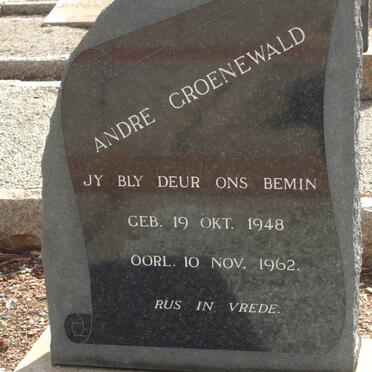 ANDRE GROENEWALD
JY BLY DEUR ONS BEMIN
GEB. 19 OKT. 1948
OORL. 10 NOV. 1962.
RUS IN VREDE.